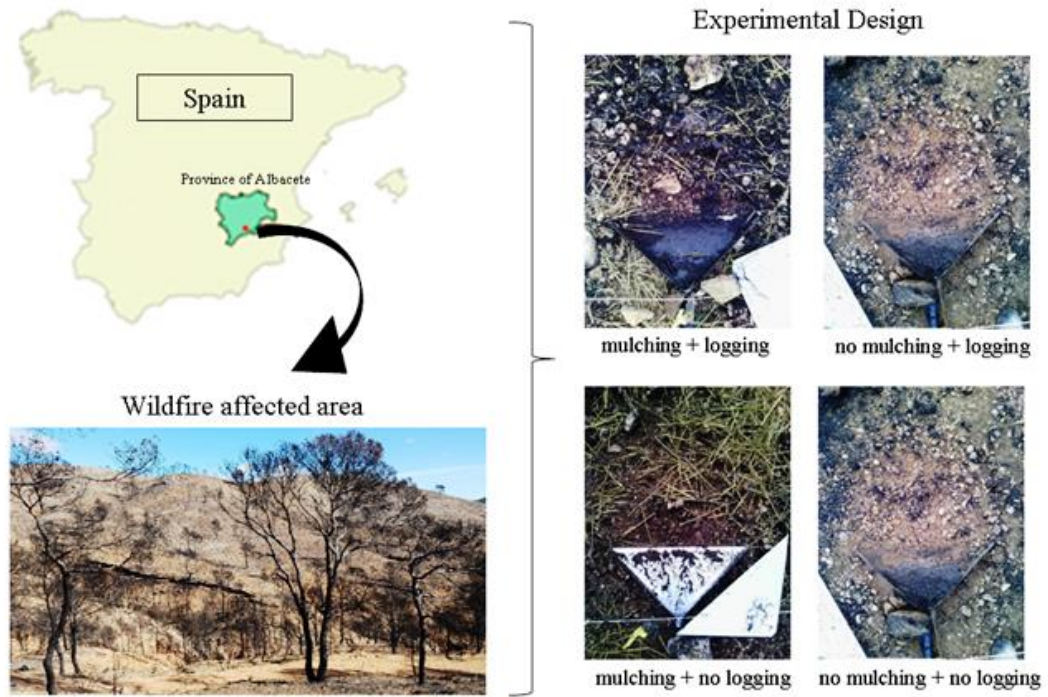 Experimental Design
Spain
Province of Albacete
mulching + logging
no mulching + logging
Wildfire affected area
mulching + no logging
no mulching + no logging